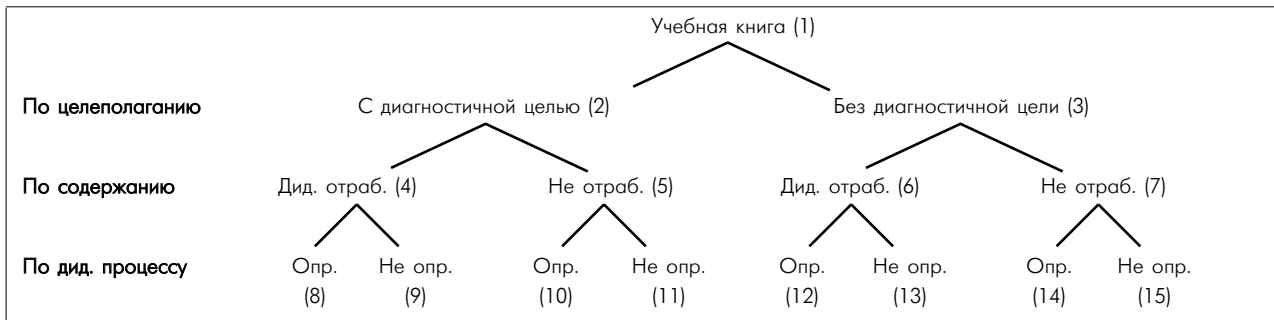 Учебная книга (1)
По целеполаганию С диагностичной целью (2) Без диагностичной цели (3)
По содержанию Дид. отраб. (4) Не отраб. (5) Дид. отраб. (6) Не отраб. (7)
По дид. процессу Опр. Не опр. Опр. Не опр. Опр. Не опр. Опр. Не опр.
(8) (9) (10) (11) (12) (13) (14) (15)